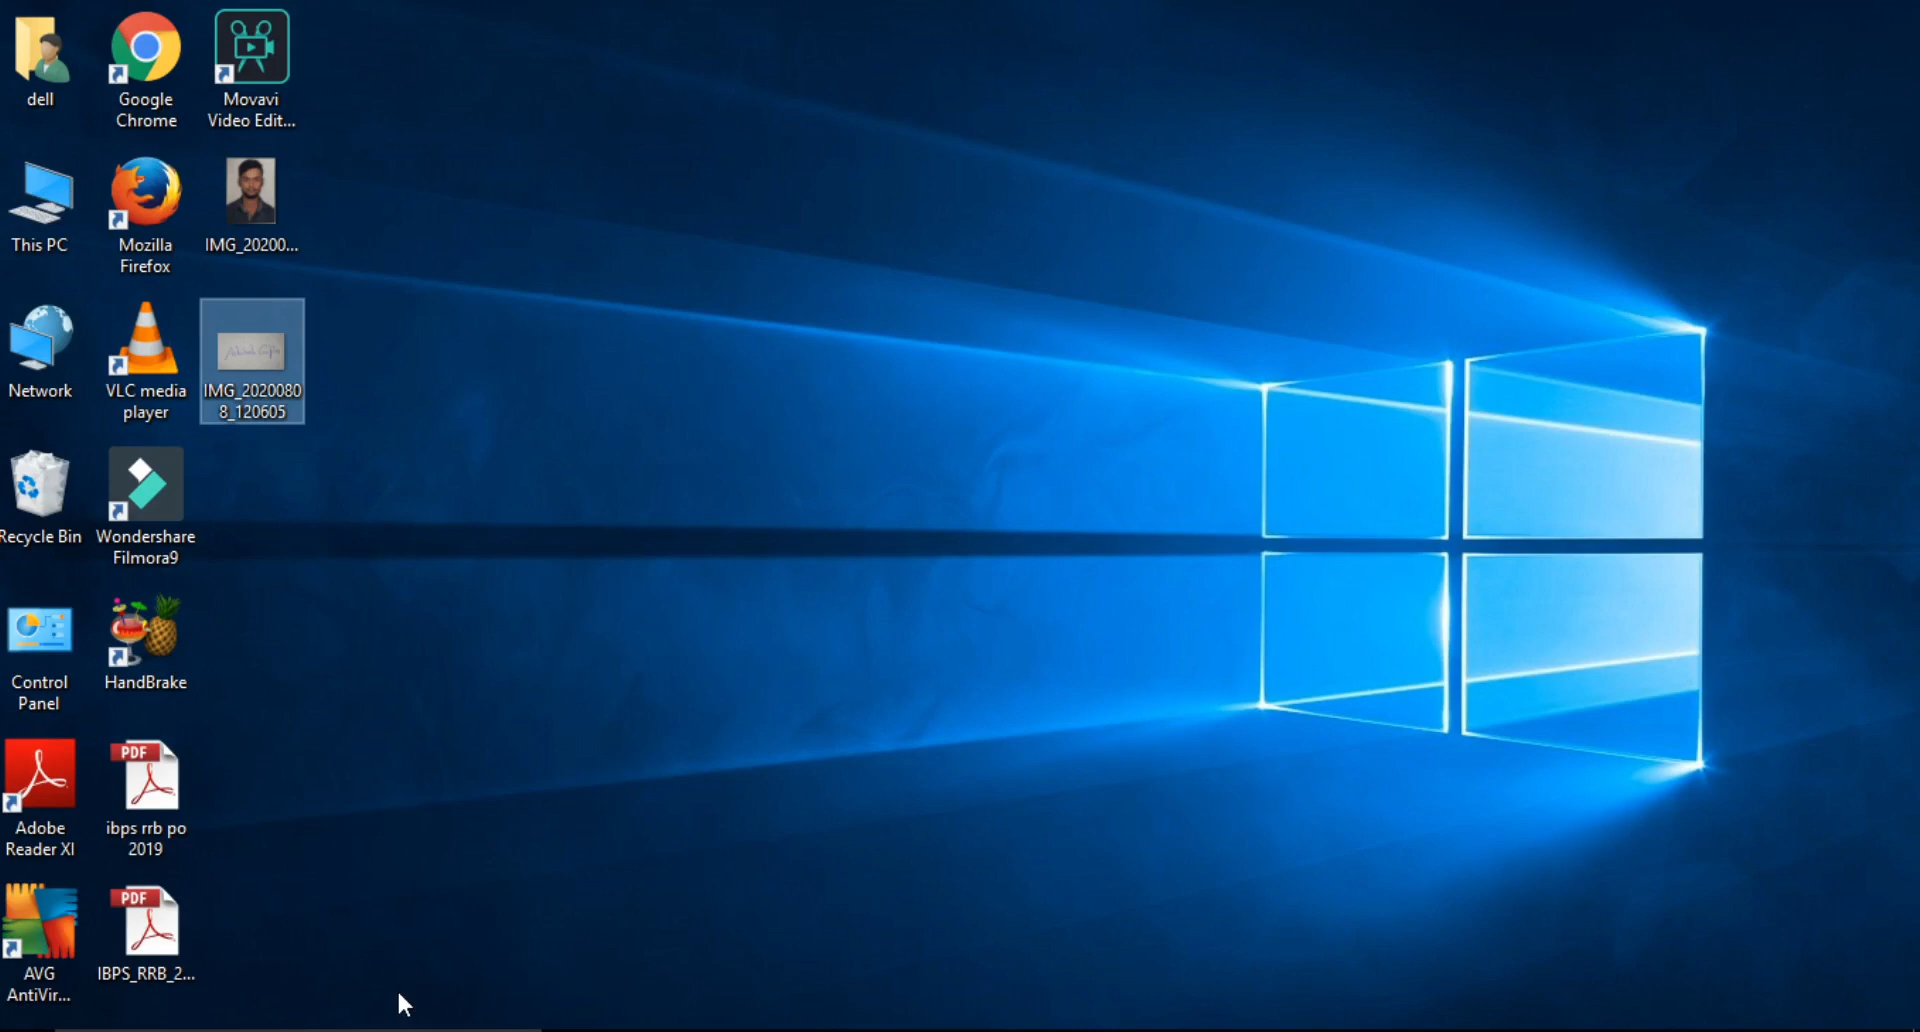 dell
Google
Chrome
Movavi
Video Edit...
This PC
Mozilla
Firefox
IMG_20200...
Network
VLC media
player
IMG_2020080
8_120605
Recycle Bin
Wondershare
Filmora9
Control
Panel
HandBrake
Adobe
Reader XI
PDF
ibps rrb po
2019
AVG
AntiVir...
PDF
IBPS_RRB_2...